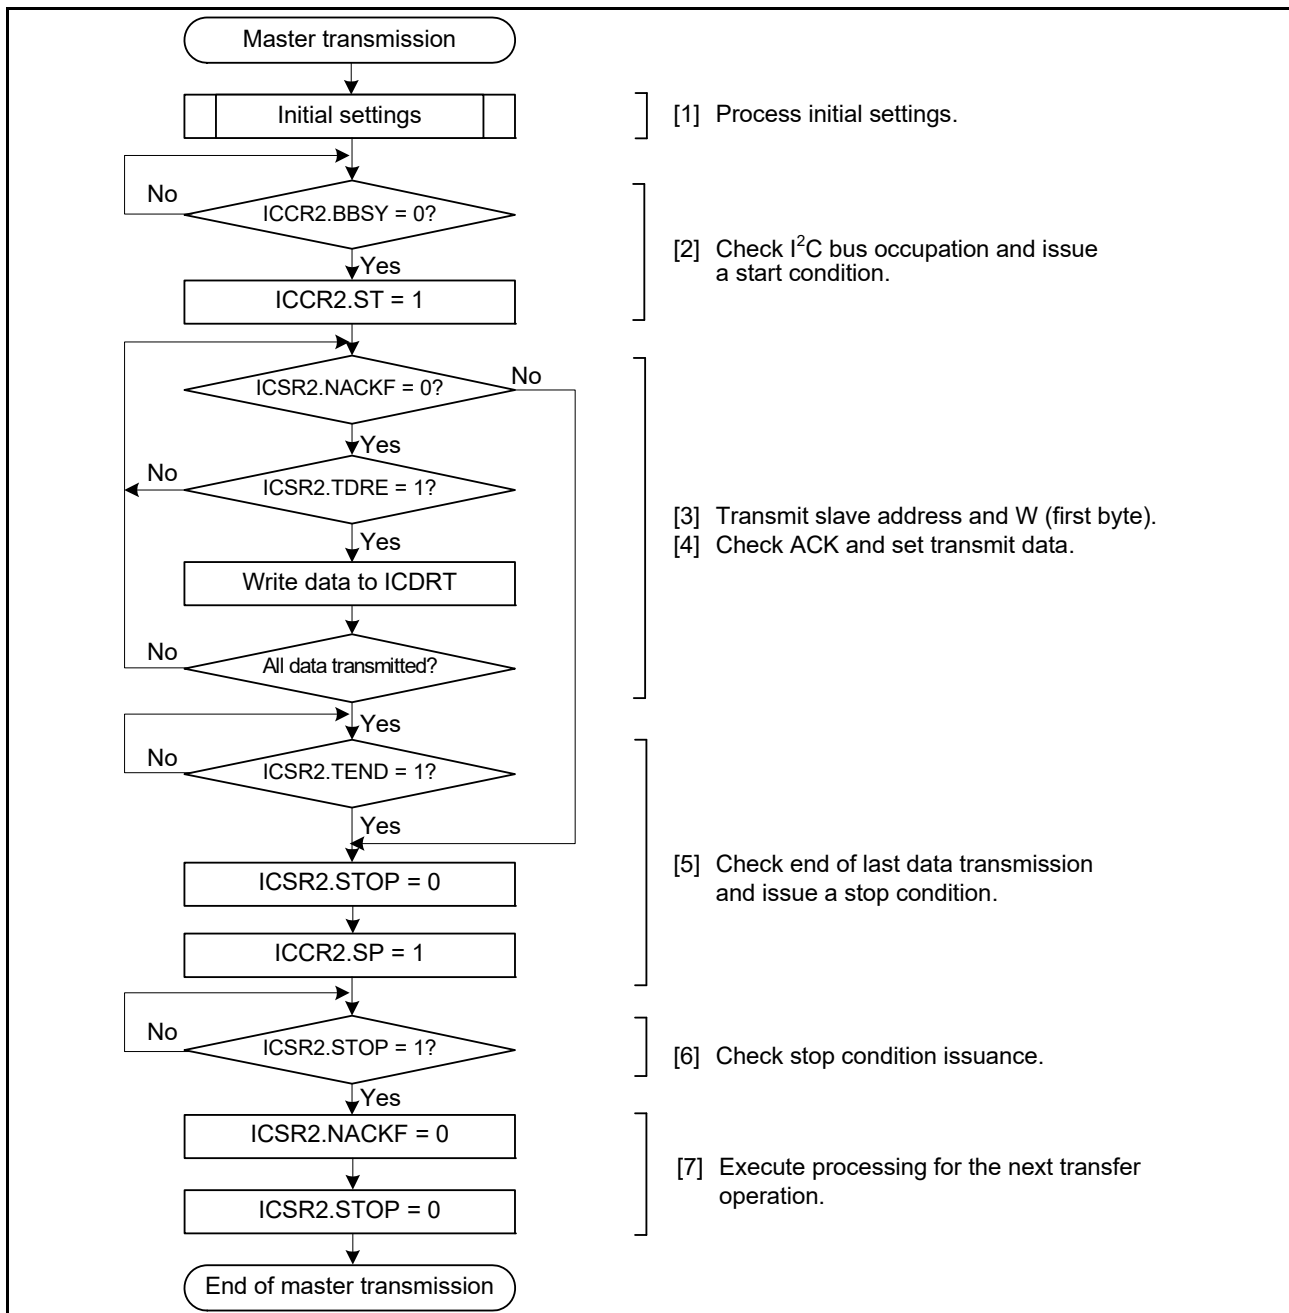 Master transmission
Initial settings
[1] Process initial settings.
No
ICCR2.BBSY = 0?
Yes
[2] Check I²C bus occupation and issue
a start condition.
ICCR2.ST = 1
ICSR2.NACKF = 0?
No
Yes
No
ICSR2.TDRE = 1?
Yes
[3] Transmit slave address and W (first byte).
[4] Check ACK and set transmit data.
Write data to ICDRT
No
All data transmitted?
Yes
No
ICSR2.TEND = 1?
Yes
ICSR2.STOP = 0
[5] Check end of last data transmission
and issue a stop condition.
ICCR2.SP = 1
No
ICSR2.STOP = 1?
[6] Check stop condition issuance.
Yes
ICSR2.NACKF = 0
[7] Execute processing for the next transfer
operation.
ICSR2.STOP = 0
End of master transmission